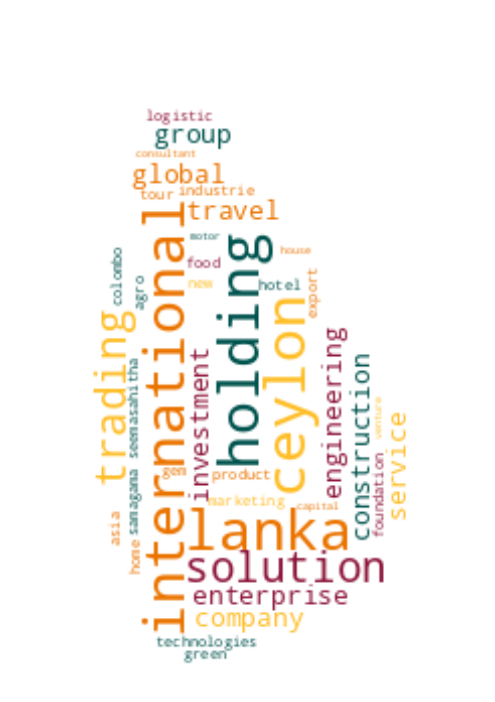 logistic
group
consultant
global
tour
industrie
travel
international
motor
holding
house
food
colombo
agro
new
hotel
export
ceylon
trading
engineering
investment
construction
seemasahitha
venture
service
foundation
gem
product
samagama
marketing
capital
lanka
asia
home
solution
enterprise
company
technologies
green